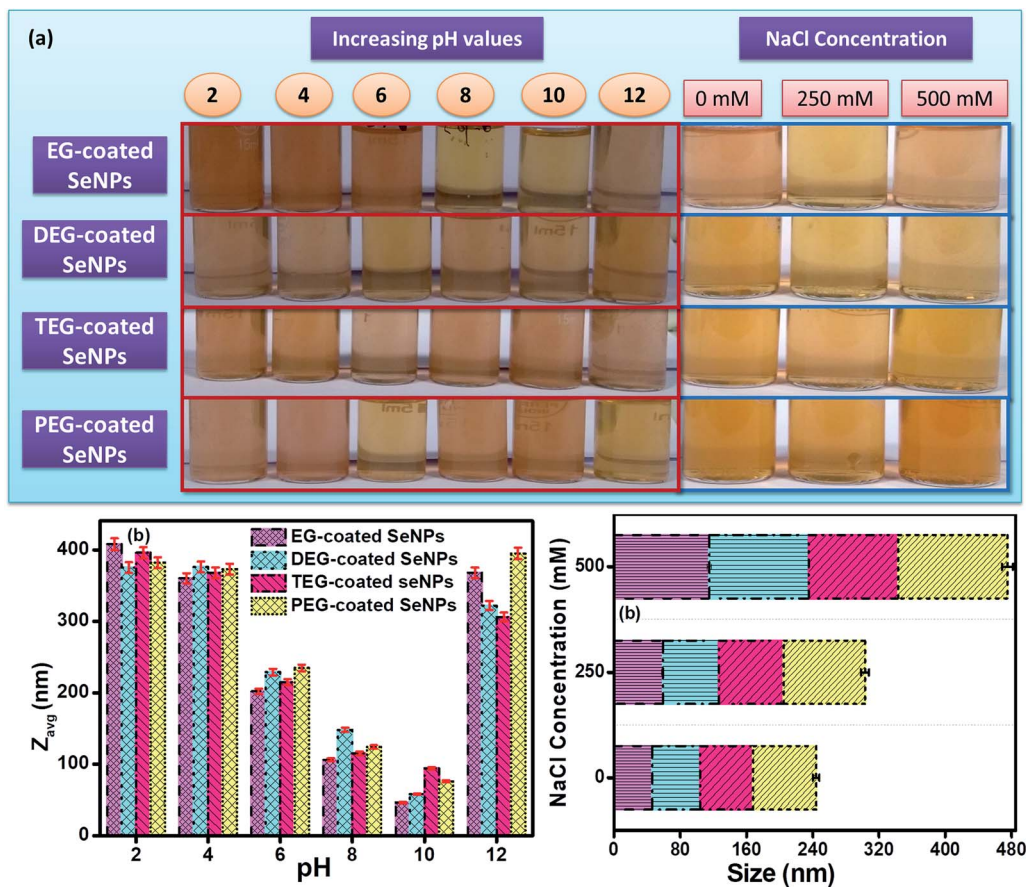 (a)
Increasing pH values
NaCl Concentration
2 4 6 8 10 12
0 mM 250 mM 500 mM
EG-coated
SeNPs
DEG-coated
SeNPs
TEG-coated
SeNPs
PEG-coated
SeNPs
(b)
EG-coated SeNPs
DEG-coated SeNPs
TEG-coated seNPs
PEG-coated SeNPs
Zavg (nm)
400
300
200
100
0
2 4 6 8 10 12
pH
(b)
NaCl Concentration (mM)
500
250
0
0 80 160 240 320 400 480
Size (nm)